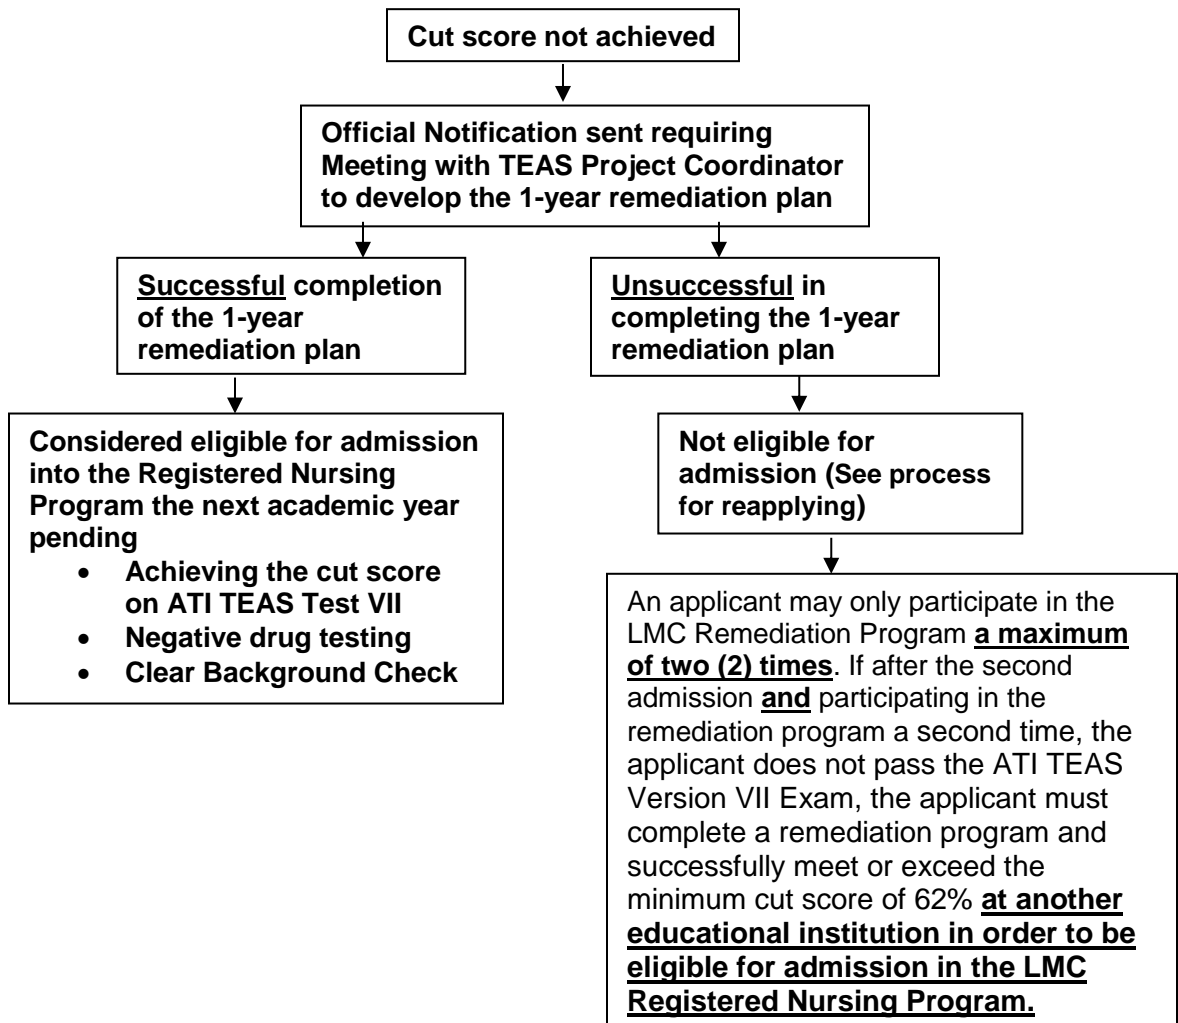 Cut score not achieved
Official Notification sent requiring
Meeting with TEAS Project Coordinator
to develop the 1-year remediation plan
Successful completion
of the 1-year
remediation plan
Unsuccessful in
completing the 1-year
remediation plan
Considered eligible for admission
into the Registered Nursing
Program the next academic year
pending
• Achieving the cut score
on ATI TEAS Test VII
• Negative drug testing
• Clear Background Check
Not eligible for
admission (See process
for reapplying)
An applicant may only participate in the
LMC Remediation Program a maximum
of two (2) times. If after the second
admission and participating in the
remediation program a second time, the
applicant does not pass the ATI TEAS
Version VII Exam, the applicant must
complete a remediation program and
successfully meet or exceed the
minimum cut score of 62% at another
educational institution in order to be
eligible for admission in the LMC
Registered Nursing Program.